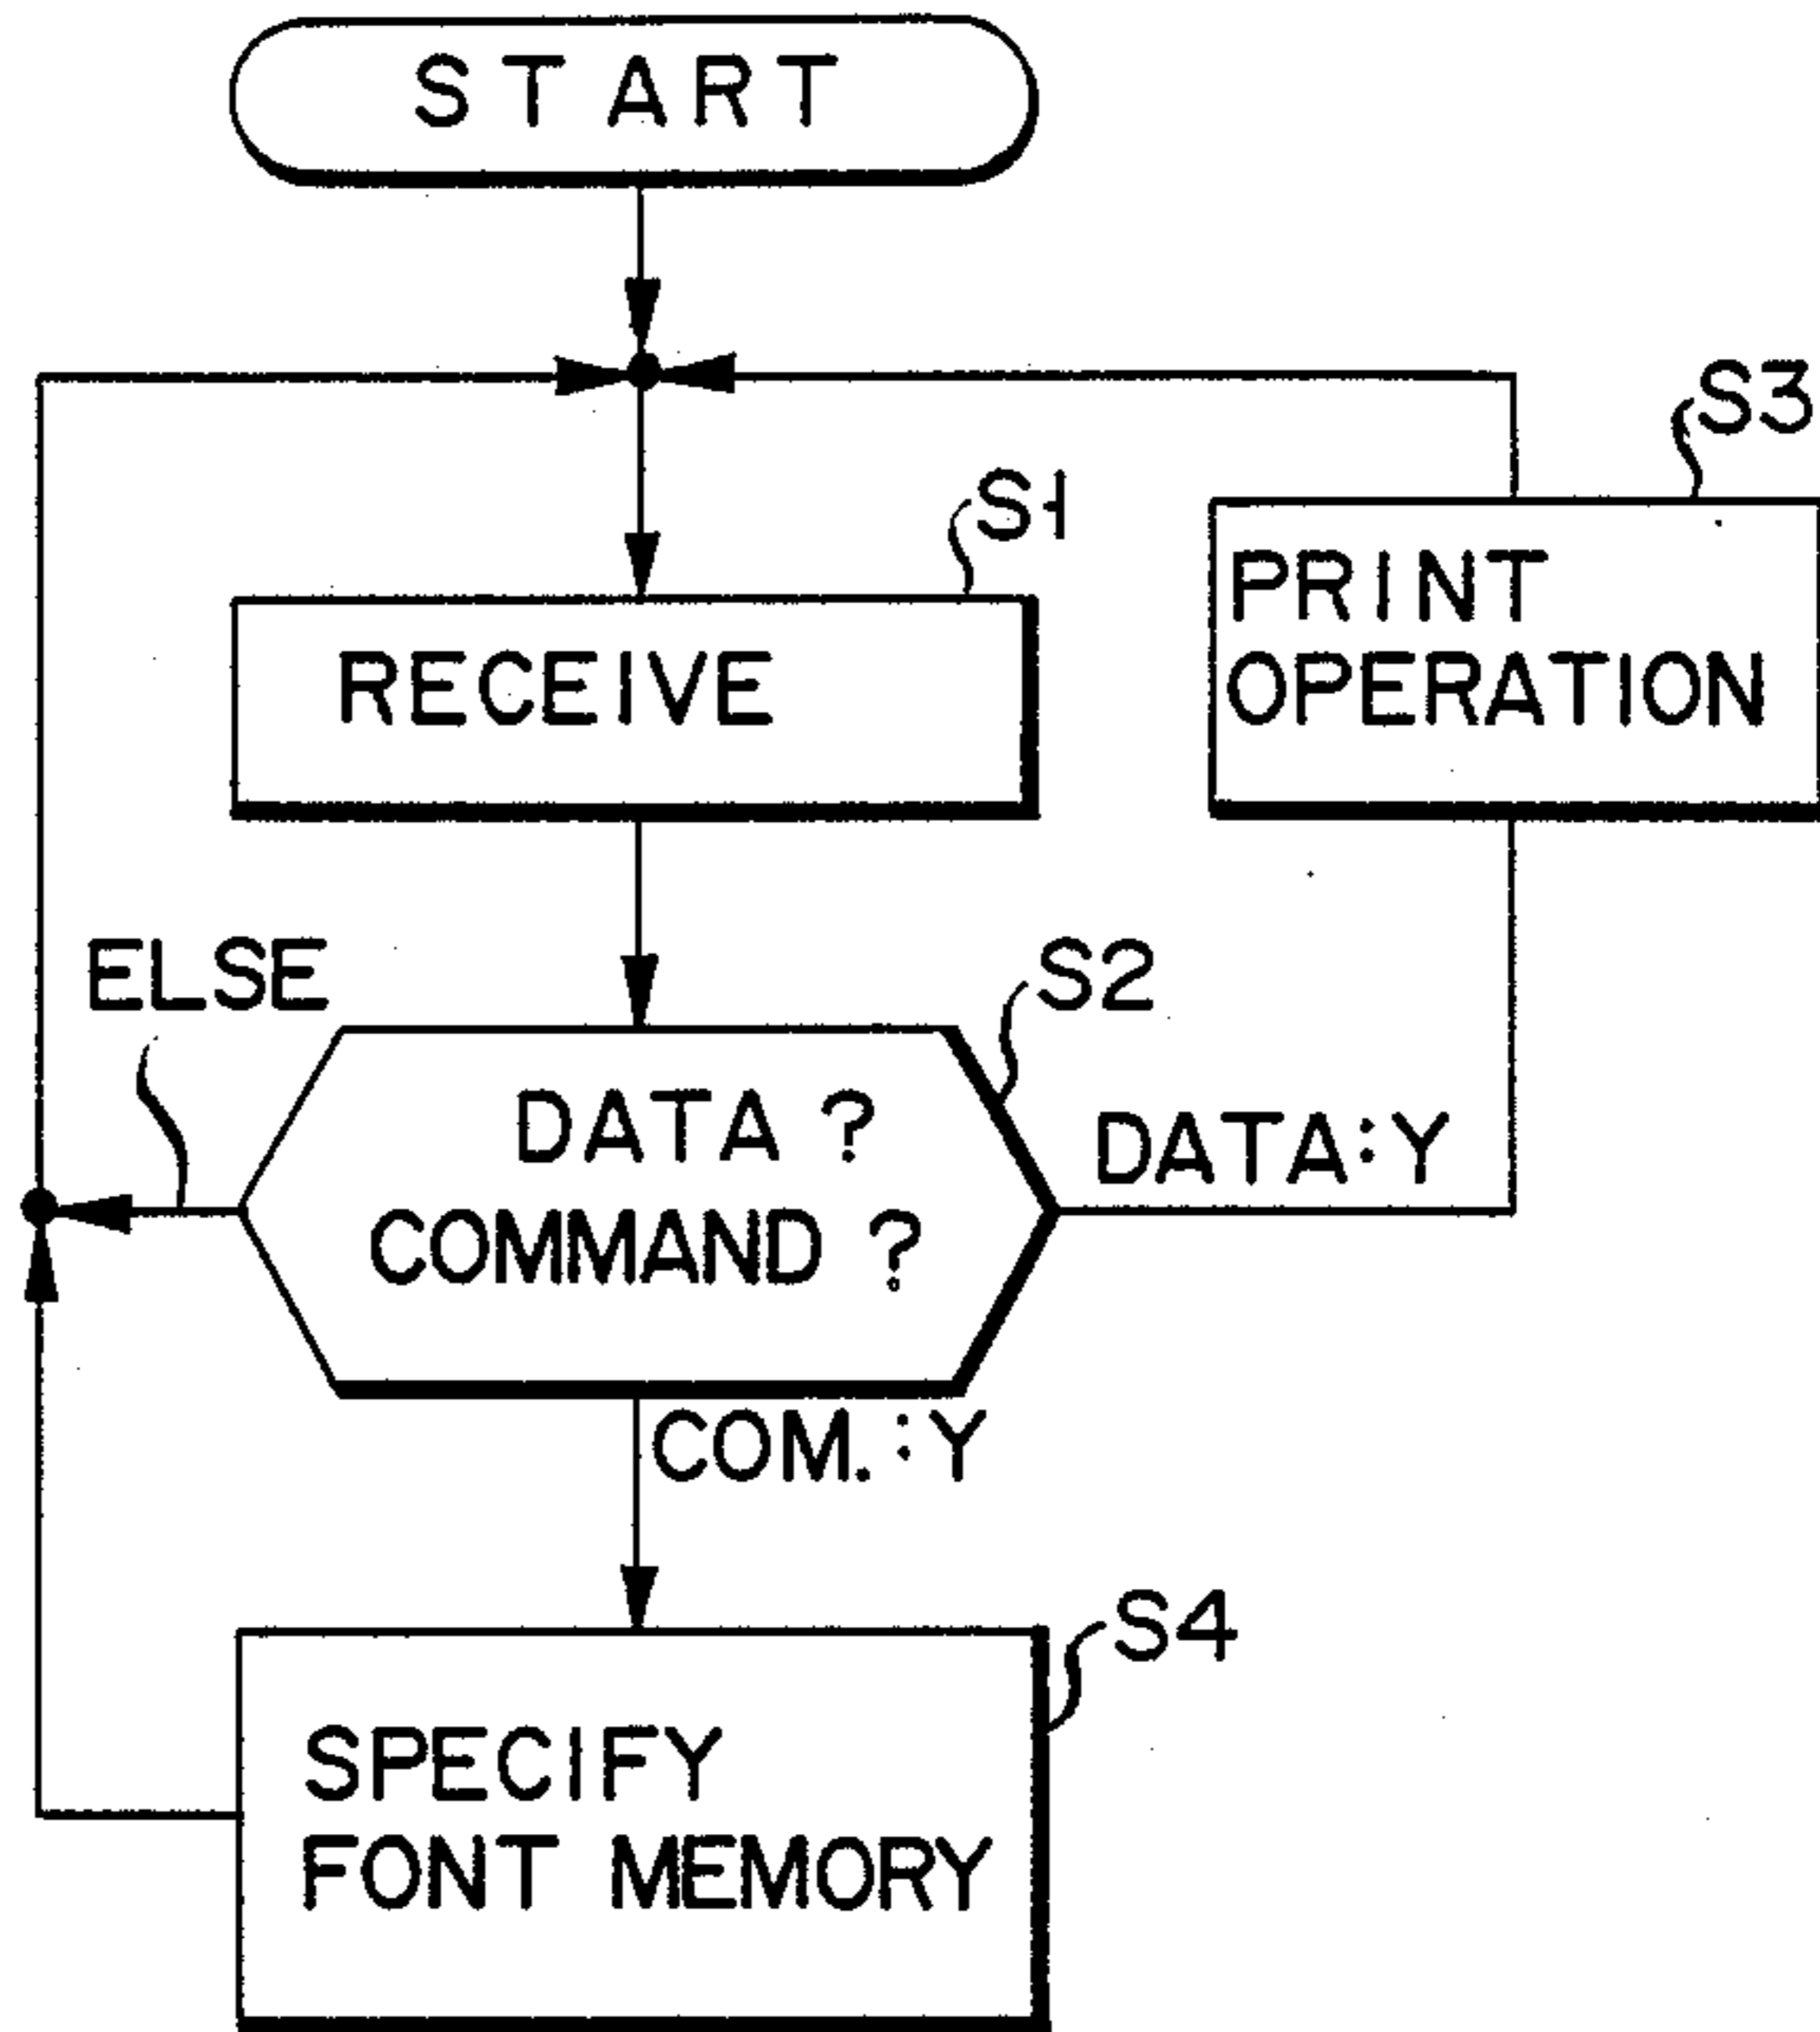 START
S3
S1
PRINT
OPERATION
RECEIVE
ELSE
S2
DATA ?
COMMAND ?
DATA:Y
COM.:Y
S4
SPECIFY
FONT MEMORY